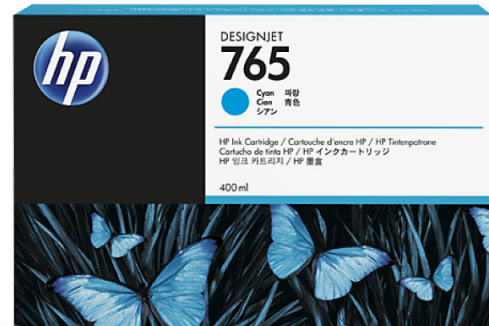 hp
DESIGNJET
765
Cyan 파랑
Cian 青色
シアン
HP Ink Cartridge / Cartouche d'encre HP / HP Tintenpatrone
Cartucho de tinta HP / HP インクカートリッジ
HP 잉크 카트리지 / HP 墨盒
400 ml